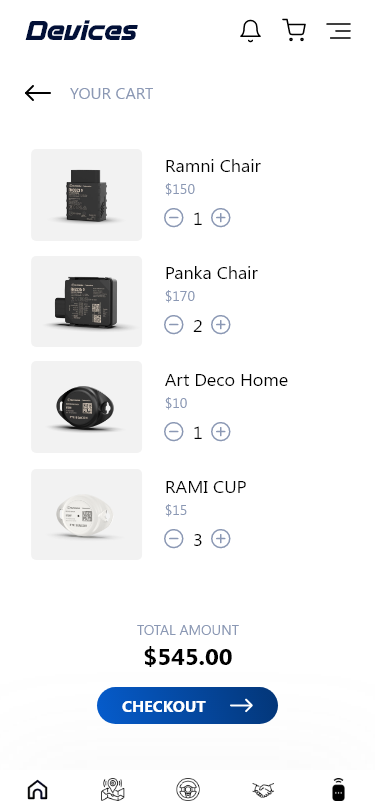 Devices
YOUR CART
Ramni Chair
$150
1
Panka Chair
$170
2
Art Deco Home
$10
1
RAMI CUP
$15
3
TOTAL AMOUNT
$545.00
CHECKOUT